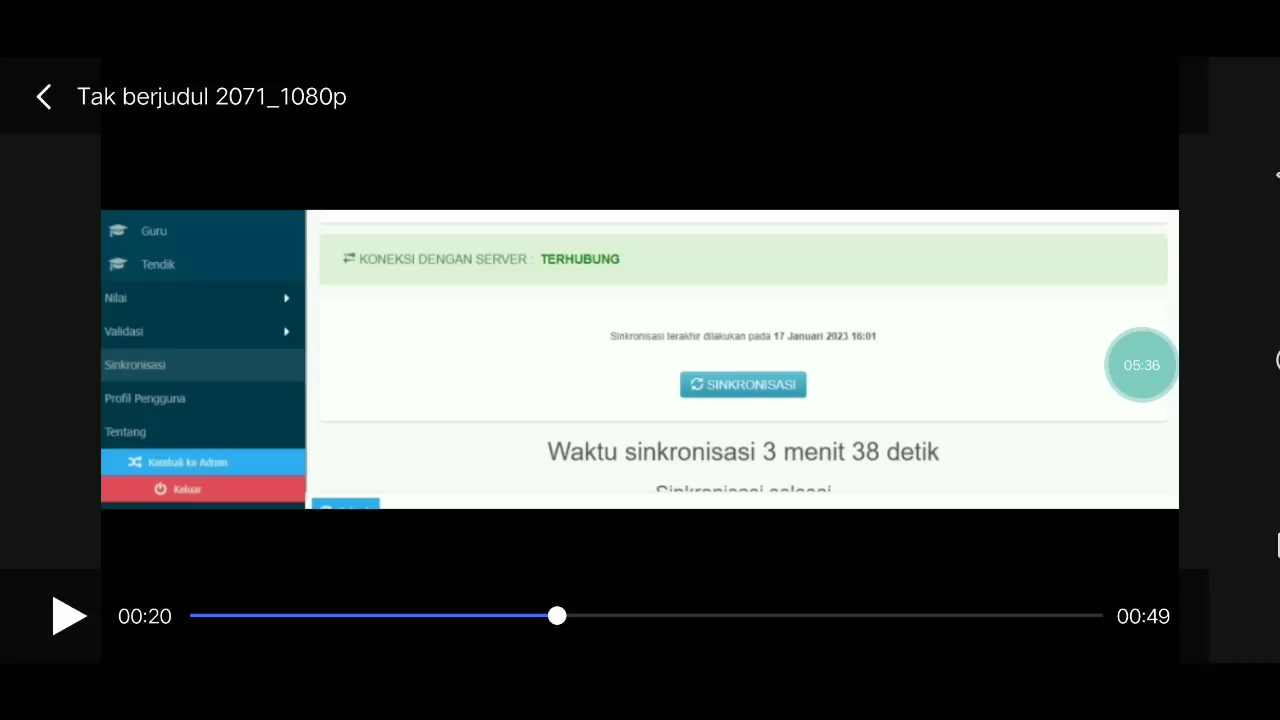 Tak berjudul 2071_1080p
Guru
Tendik
Nilai
Validasi
Sinkronisasi
Profil Pengguna
Tentang
Kembali ke Admin
Keluar
KONEKSI DENGAN SERVER : TERHUBUNG
Sinkronisasi terakhir dilakukan pada 17 Januari 2023 16:01
SINKRONISASI
Waktu sinkronisasi 3 menit 38 detik
Sinkronisasi selesai
05:36
00:20
00:49